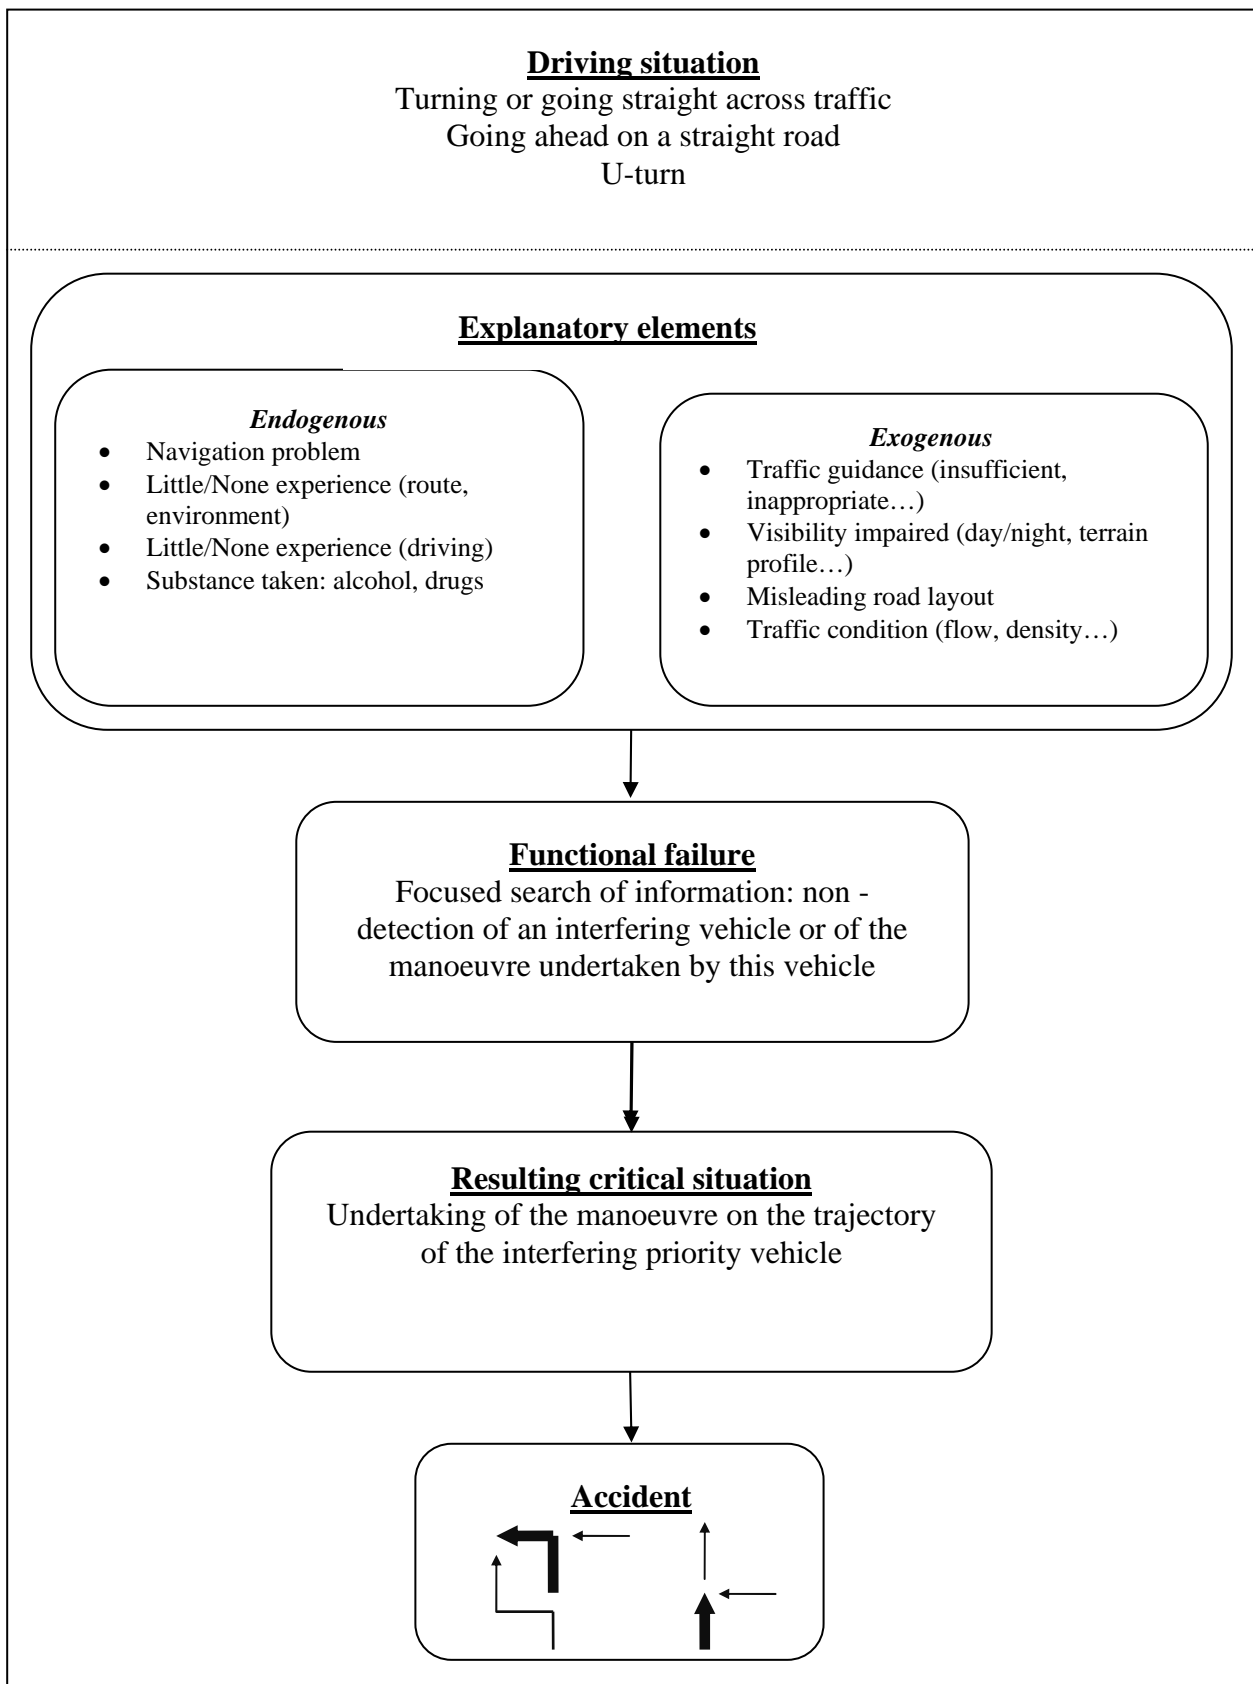 Driving situation
Turning or going straight across traffic
Going ahead on a straight road
U-turn
Explanatory elements
Endogenous
• Navigation problem
• Little/None experience (route,
environment)
• Little/None experience (driving)
• Substance taken: alcohol, drugs
Exogenous
• Traffic guidance (insufficient,
inappropriate…)
• Visibility impaired (day/night, terrain
profile…)
• Misleading road layout
• Traffic condition (flow, density…)
Functional failure
Focused search of information: non -
detection of an interfering vehicle or of the
manoeuvre undertaken by this vehicle
Resulting critical situation
Undertaking of the manoeuvre on the trajectory
of the interfering priority vehicle
Accident